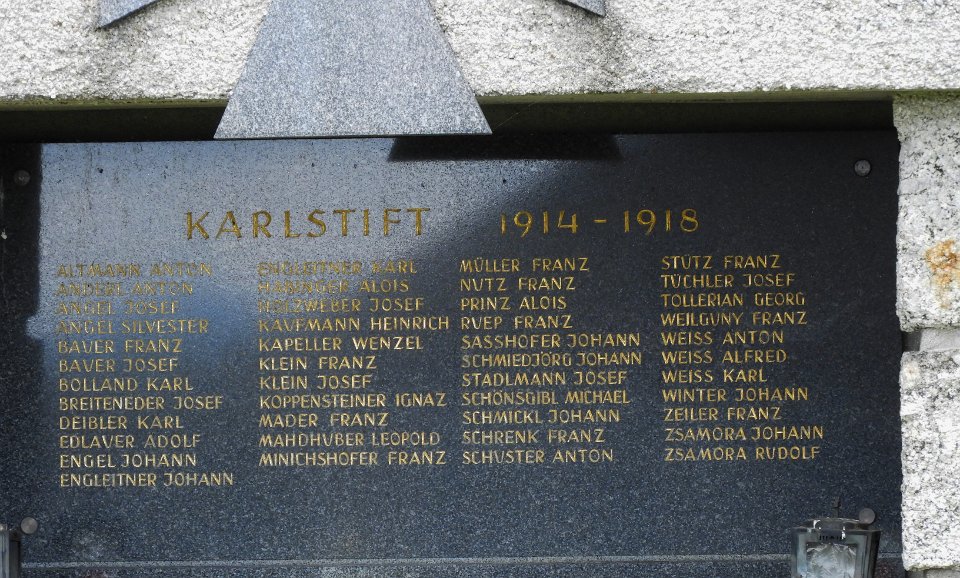 KARLSTIFT 1914 - 1918
ALTMANN ANTON
ANDERL ANTON
ANGEL JOSEF
ANGEL SILVESTER
BAUER FRANZ
BAUER JOSEF
BOLLAND KARL
BREITENEDER JOSEF
DEIBLER KARL
EDLAVER ADOLF
ENGEL JOHANN
ENGLEITNER JOHANN
ENGLEITNER KARL
HABINGER ALOIS
HOLZWEBER JOSEF
KAUFMANN HEINRICH
KAPELLER WENZEL
KLEIN FRANZ
KLEIN JOSEF
KOPPENSTEINER IGNAZ
MADER FRANZ
MAHDHUBER LEOPOLD
MINICHSHOFER FRANZ
MÜLLER FRANZ
NUTZ FRANZ
PRINZ ALOIS
RUEP FRANZ
SASSHOFER JOHANN
SCHMIEDJÖRG JOHANN
STADLMANN JOSEF
SCHÖNSGIBL MICHAEL
SCHMICKL JOHANN
SCHRENK FRANZ
SCHUSTER ANTON
STÜTZ FRANZ
TÜCHLER JOSEF
TOLLERIAN GEORG
WEILGUNY FRANZ
WEISS ANTON
WEISS ALFRED
WEISS KARL
WINTER JOHANN
ZEILER FRANZ
ZSAMORA JOHANN
ZSAMORA RUDOLF